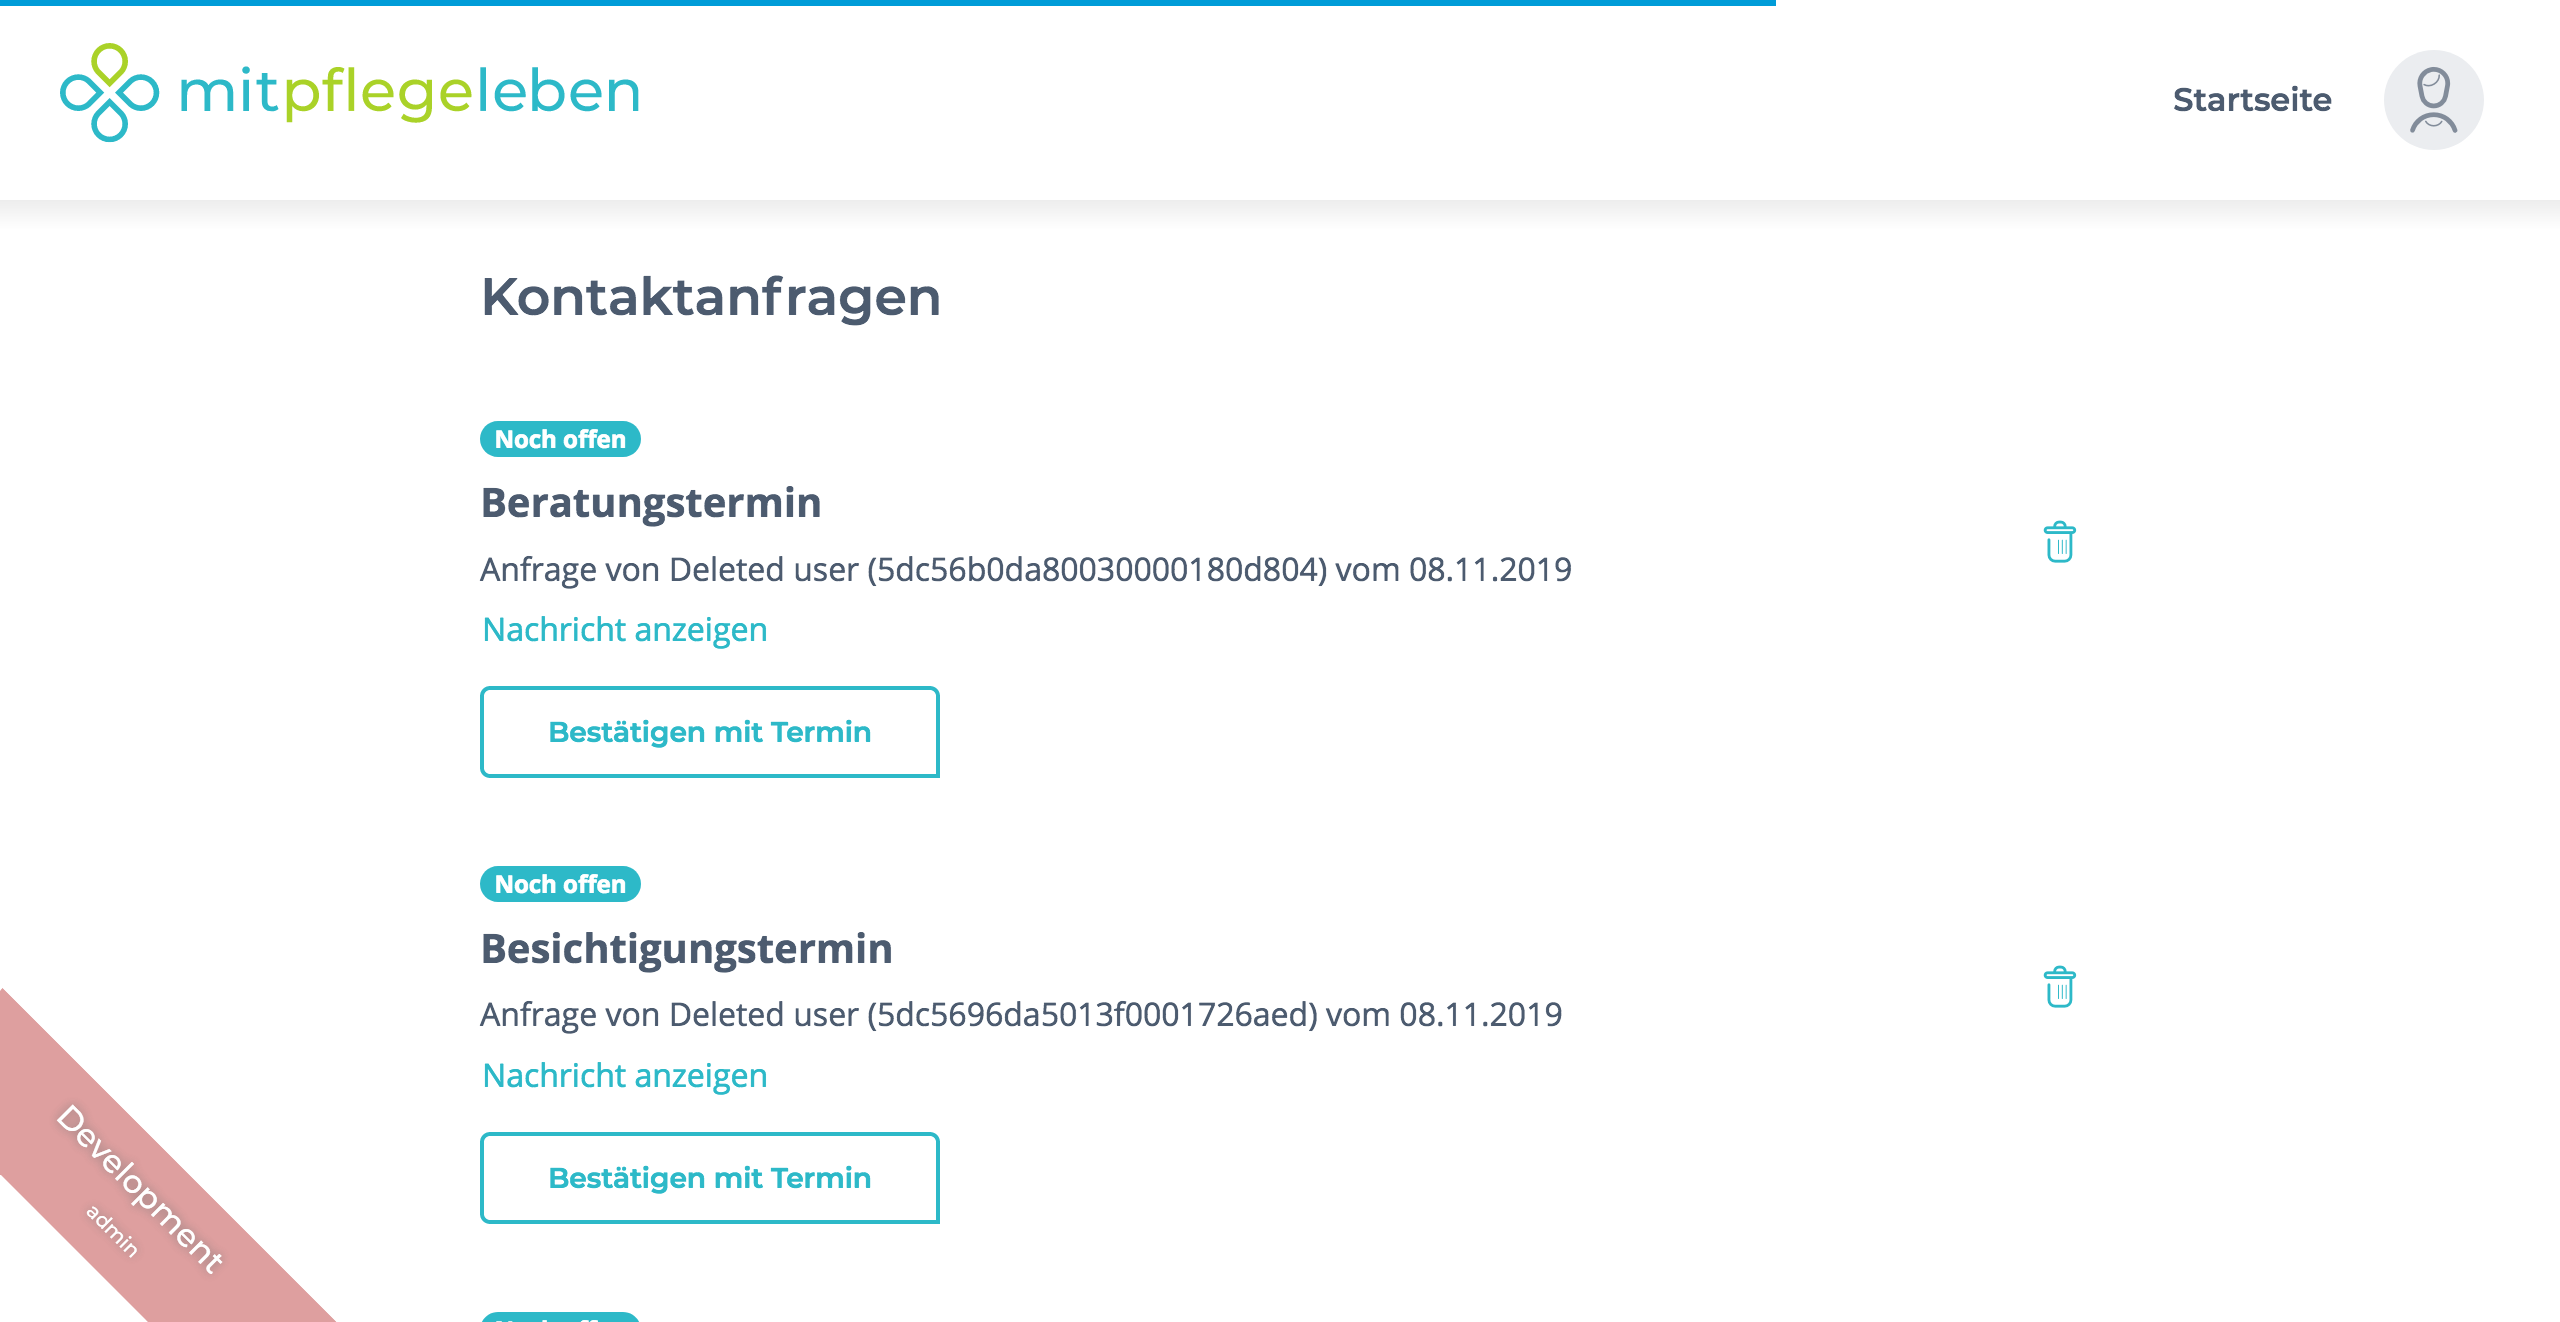 mitpflegeleben
Startseite
Kontaktanfragen
Noch offen
Beratungstermin
Anfrage von Deleted user (5dc56b0da80030000180d804) vom 08.11.2019
Nachricht anzeigen
Bestätigen mit Termin
Noch offen
Besichtigungstermin
Anfrage von Deleted user (5dc5696da5013f0001726aed) vom 08.11.2019
Nachricht anzeigen
Bestätigen mit Termin
Development
admin